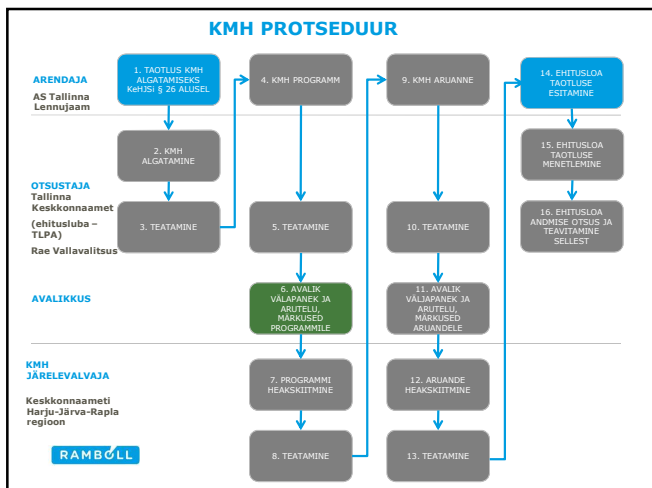 KMH PROTSEDUUR
ARENDAJA
AS Tallinna
Lennujaam
1. TAOTLUS KMH
ALGATAMISEKS
KeHJSi § 26 ALUSEL
4. KMH PROGRAMM
9. KMH ARUANNE
14. EHITUSLOA
TAOTLUSE
ESITAMINE
OTSUSTAJA
Tallinna
Keskkonnaamet
(ehitusluba –
TLPA)
Rae Vallavalitsus
2. KMH
ALGATAMINE
3. TEATAMINE
5. TEATAMINE
10. TEATAMINE
15. EHITUSLOA
TAOTLUSE
MENETLEMINE
16. EHITUSLOA
ANDMISE OTSUS JA
TEAVITAMINE
SELLEST
AVALIKKUS
6. AVALIK
VÄLAPANEK JA
ARUTELU,
MÄRKUSED
PROGRAMMILE
11. AVALIK
VÄLJAPANEK JA
ARUTELU,
MÄRKUSED
ARUANDELE
KMH
JÄRELEVALVAJA
Keskkonnaameti
Harju-Järva-Rapla
regioon
7. PROGRAMMI
HEAKSKIITMINE
12. ARUANDE
HEAKSKIITMINE
8. TEATAMINE
13. TEATAMINE
RAMBOLL